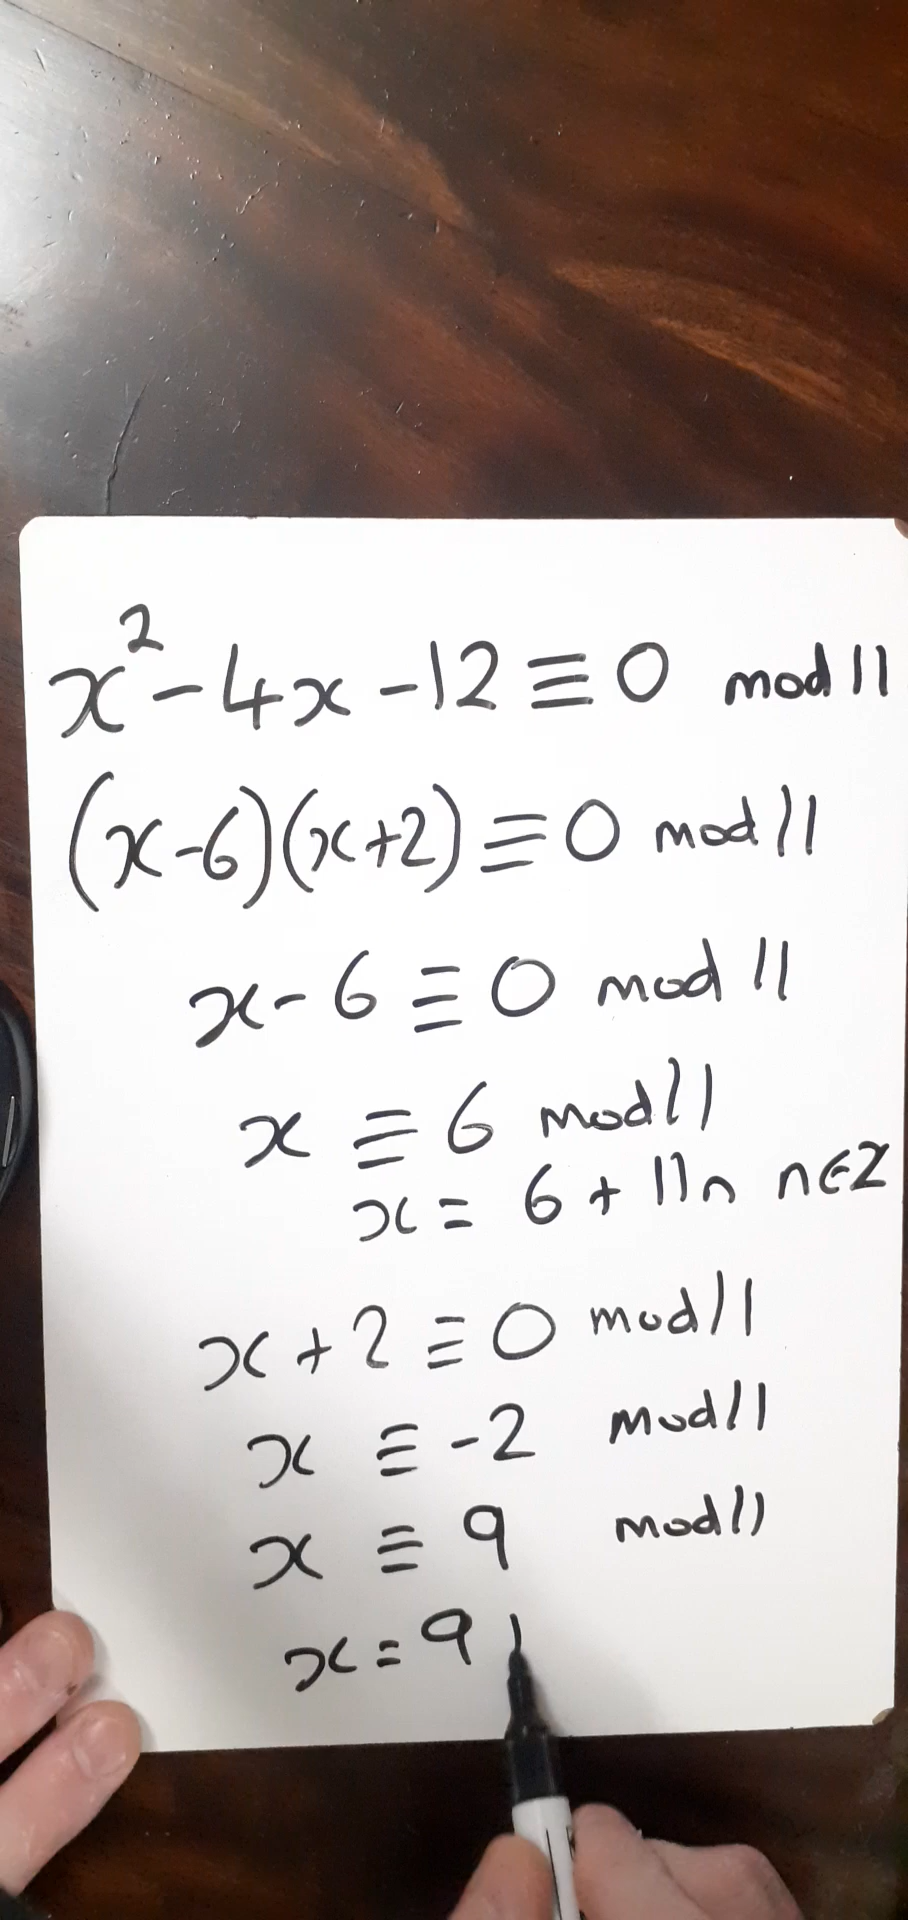 x² - 4x - 12 ≡ 0 mod 11
(x-6)(x+2) ≡ 0 mod 11
x - 6 ≡ 0 mod 11
x ≡ 6 mod 11
x = 6 + 11n n∈Z
x + 2 ≡ 0 mod 11
x ≡ -2 mod 11
x ≡ 9 mod 11
x = 9